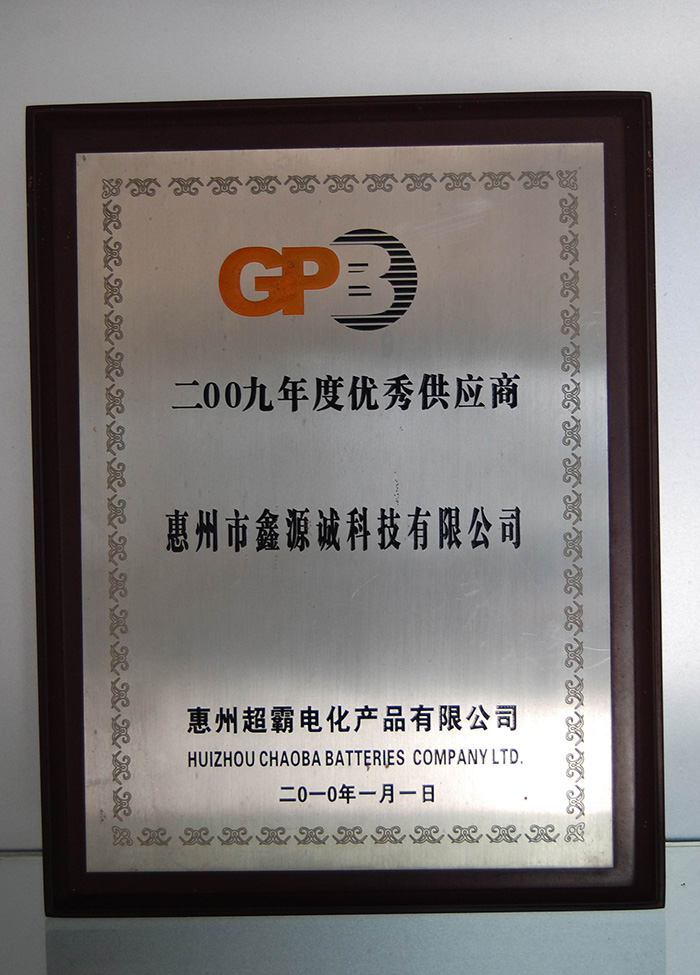 GPB
二00九年度优秀供应商
惠州市鑫源诚科技有限公司
惠州超霸电化产品有限公司
HUIZHOU CHAOBA BATTERIES COMPANY LTD.
二0一0年一月一日